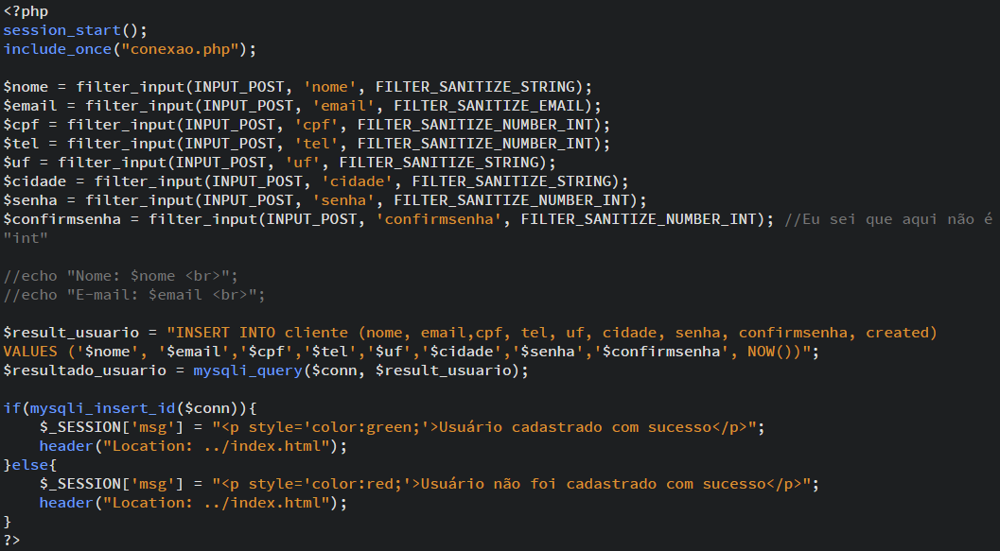 <?php
session_start();
include_once("conexao.php");

$nome = filter_input(INPUT_POST, 'nome', FILTER_SANITIZE_STRING);
$email = filter_input(INPUT_POST, 'email', FILTER_SANITIZE_EMAIL);
$cpf = filter_input(INPUT_POST, 'cpf', FILTER_SANITIZE_NUMBER_INT);
$tel = filter_input(INPUT_POST, 'tel', FILTER_SANITIZE_NUMBER_INT);
$uf = filter_input(INPUT_POST, 'uf', FILTER_SANITIZE_STRING);
$cidade = filter_input(INPUT_POST, 'cidade', FILTER_SANITIZE_STRING);
$senha = filter_input(INPUT_POST, 'senha', FILTER_SANITIZE_NUMBER_INT);
$confirmsenha = filter_input(INPUT_POST, 'confirmsenha', FILTER_SANITIZE_NUMBER_INT); //Eu sei que aqui não é
"int"

//echo "Nome: $nome <br>";
//echo "E-mail: $email <br>";

$result_usuario = "INSERT INTO cliente (nome, email,cpf, tel, uf, cidade, senha, confirmsenha, created)
VALUES ('$nome', '$email','$cpf','$tel','$uf','$cidade','$senha','$confirmsenha', NOW())";
$resultado_usuario = mysqli_query($conn, $result_usuario);

if(mysqli_insert_id($conn)){
    $_SESSION['msg'] = "<p style='color:green;'>Usuário cadastrado com sucesso</p>";
    header("Location: ../index.html");
}else{
    $_SESSION['msg'] = "<p style='color:red;'>Usuário não foi cadastrado com sucesso</p>";
    header("Location: ../index.html");
}
?>